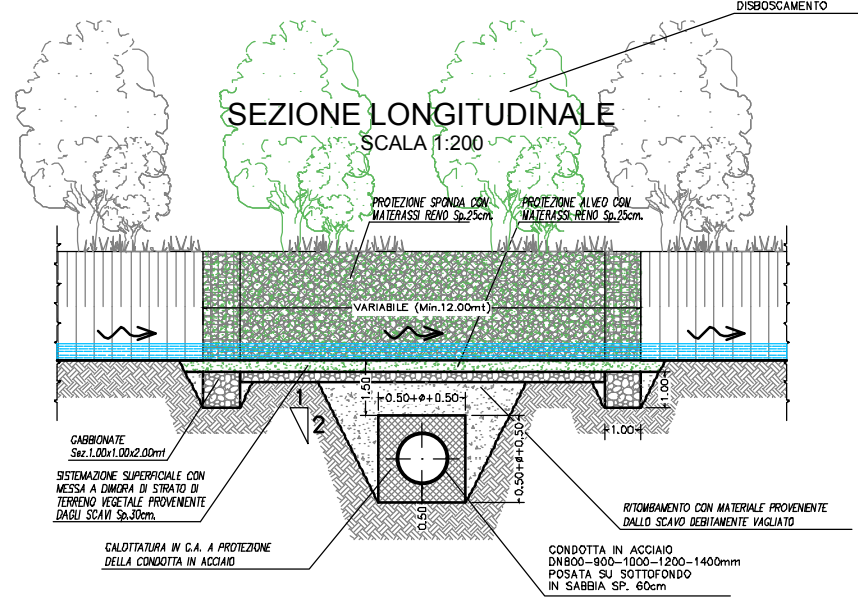 DISBOSCAMENTO
SEZIONE LONGITUDINALE
SCALA 1:200
PROTEZIONE SPONDA CON
MATERASSI RENO Sp.25cm.
PROTEZIONE ALVEO CON
MATERASSI RENO Sp.25cm.
VARIABILE (Min.12.00mt)
1.50
0.50+ø+0.50
1.00
1
2
1.00
0.50+ø+0.50
0.50
GABBIONATE
Sez.1.00x1.00x2.00mt
SISTEMAZIONE SUPERFICIALE CON
MESSA A DIMORA DI STRATO DI
TERRENO VEGETALE PROVENIENTE
DAGLI SCAVI Sp.30cm.
CALOTTATURA IN C.A. A PROTEZIONE
DELLA CONDOTTA IN ACCIAIO
RITOMBAMENTO CON MATERIALE PROVENIENTE
DALLO SCAVO DEBITAMENTE VAGLIATO
CONDOTTA IN ACCIAIO
DN800-900-1000-1200-1400mm
POSATA SU SOTTOFONDO
IN SABBIA SP. 60cm